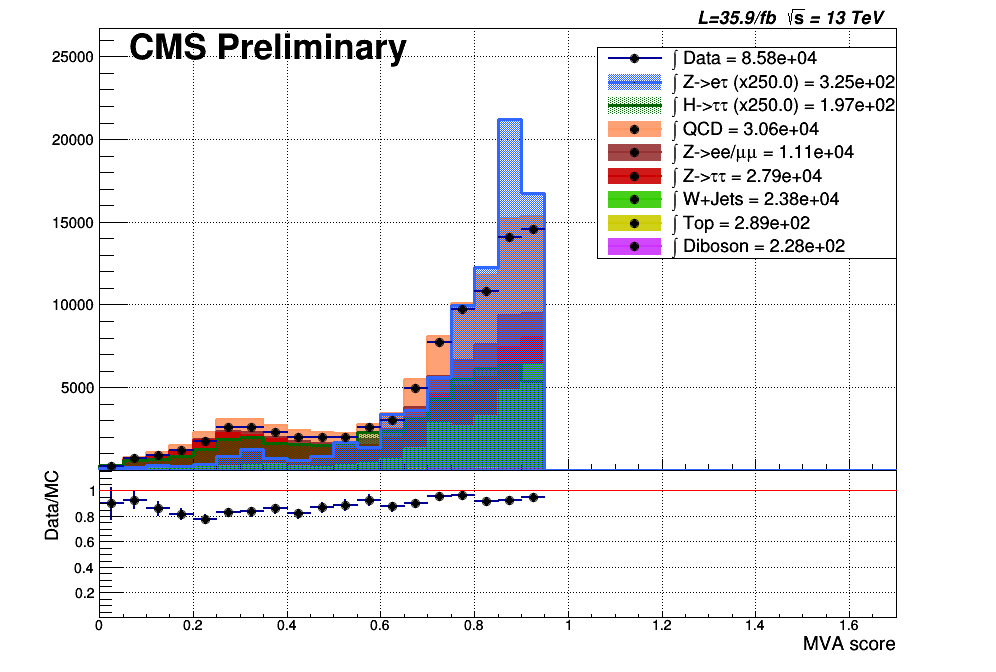 L=35.9/fb √s = 13 TeV
CMS Preliminary
25000
20000
15000
10000
5000
∫ Data = 8.58e+04
∫ Z->eτ (x250.0) = 3.25e+02
∫ H->ττ (x250.0) = 1.97e+02
∫ QCD = 3.06e+04
∫ Z->ee/μμ = 1.11e+04
∫ Z->ττ = 2.79e+04
∫ W+Jets = 2.38e+04
∫ Top = 2.89e+02
∫ Diboson = 2.28e+02
Data/MC
1
0.8
0.6
0.4
0.2
0 0.2 0.4 0.6 0.8 1 1.2 1.4 1.6
MVA score